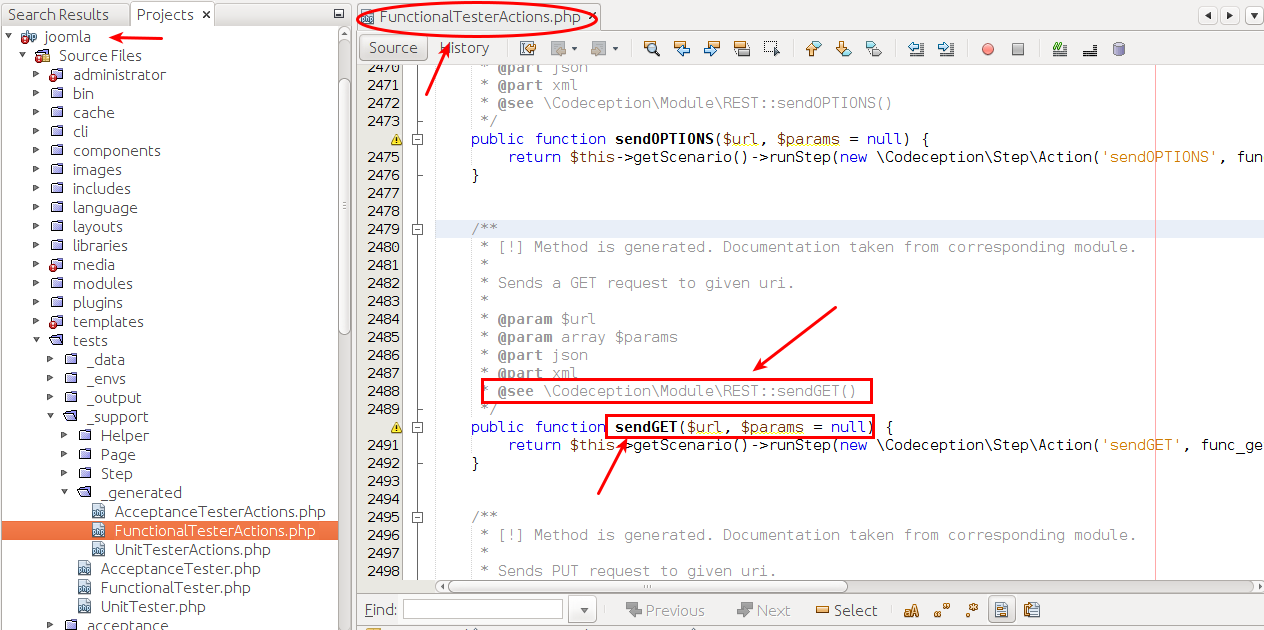 Search Results
Projects ×
joomla
Source Files
administrator
bin
cache
cli
components
images
includes
language
layouts
libraries
media
modules
plugins
templates
tests
_data
_envs
_output
_support
Helper
Page
Step
_generated
AcceptanceTesterActions.php
FunctionalTesterActions.php
UnitTesterActions.php
AcceptanceTester.php
FunctionalTester.php
UnitTester.php
acceptance
FunctionalTesterActions.php
Source History
2470 * @part json
2471 * @part xml
2472 * @see \Codeception\Module\REST::sendOPTIONS()
2473 */
public function sendOPTIONS($url, $params = null) {
2475 return $this->getScenario()->runStep(new \Codeception\Step\Action('sendOPTIONS', fun
2476 }
2477
2478
2479 /**
2480 * [!] Method is generated. Documentation taken from corresponding module.
2481 *
2482 * Sends a GET request to given uri.
2483 *
2484 * @param $url
2485 * @param array $params
2486 * @part json
2487 * @part xml
2488 * @see \Codeception\Module\REST::sendGET()
2489 */
public function sendGET($url, $params = null) {
2491 return $this->getScenario()->runStep(new \Codeception\Step\Action('sendGET', func_ge
2492 }
2493
2494
2495 /**
2496 * [!] Method is generated. Documentation taken from corresponding module.
2497 *
2498 * Sends PUT request to given uri.
Find: Previous Next Select aA